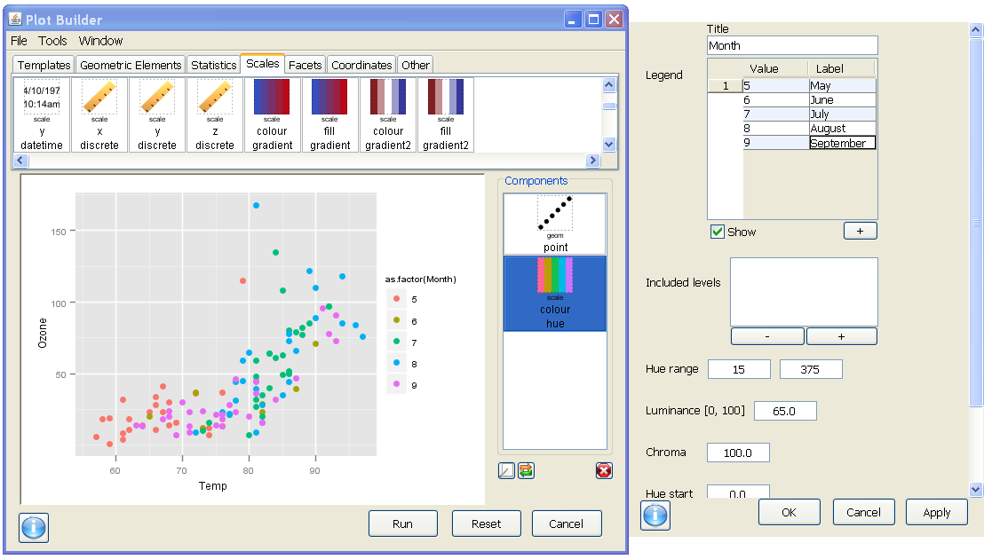 Plot Builder
File Tools Window
Templates Geometric Elements Statistics Scales Facets Coordinates Other
4/10/197
10:14am
scale scale scale scale scale scale scale scale
y x y z colour fill colour fill
datetime discrete discrete discrete gradient gradient gradient2 gradient2
150
100
50
60 70 80 90
Ozone
Temp
as.factor(Month)
5
6
7
8
9
Components
geom
point
scale
colour
hue
Run Reset Cancel
Title
Month
Legend
Value Label
1 5 May
6 June
7 July
8 August
9 September
Show +
Included levels
- +
Hue range 15 375
Luminance [0, 100] 65.0
Chroma 100.0
Hue start 0.0
OK Cancel Apply